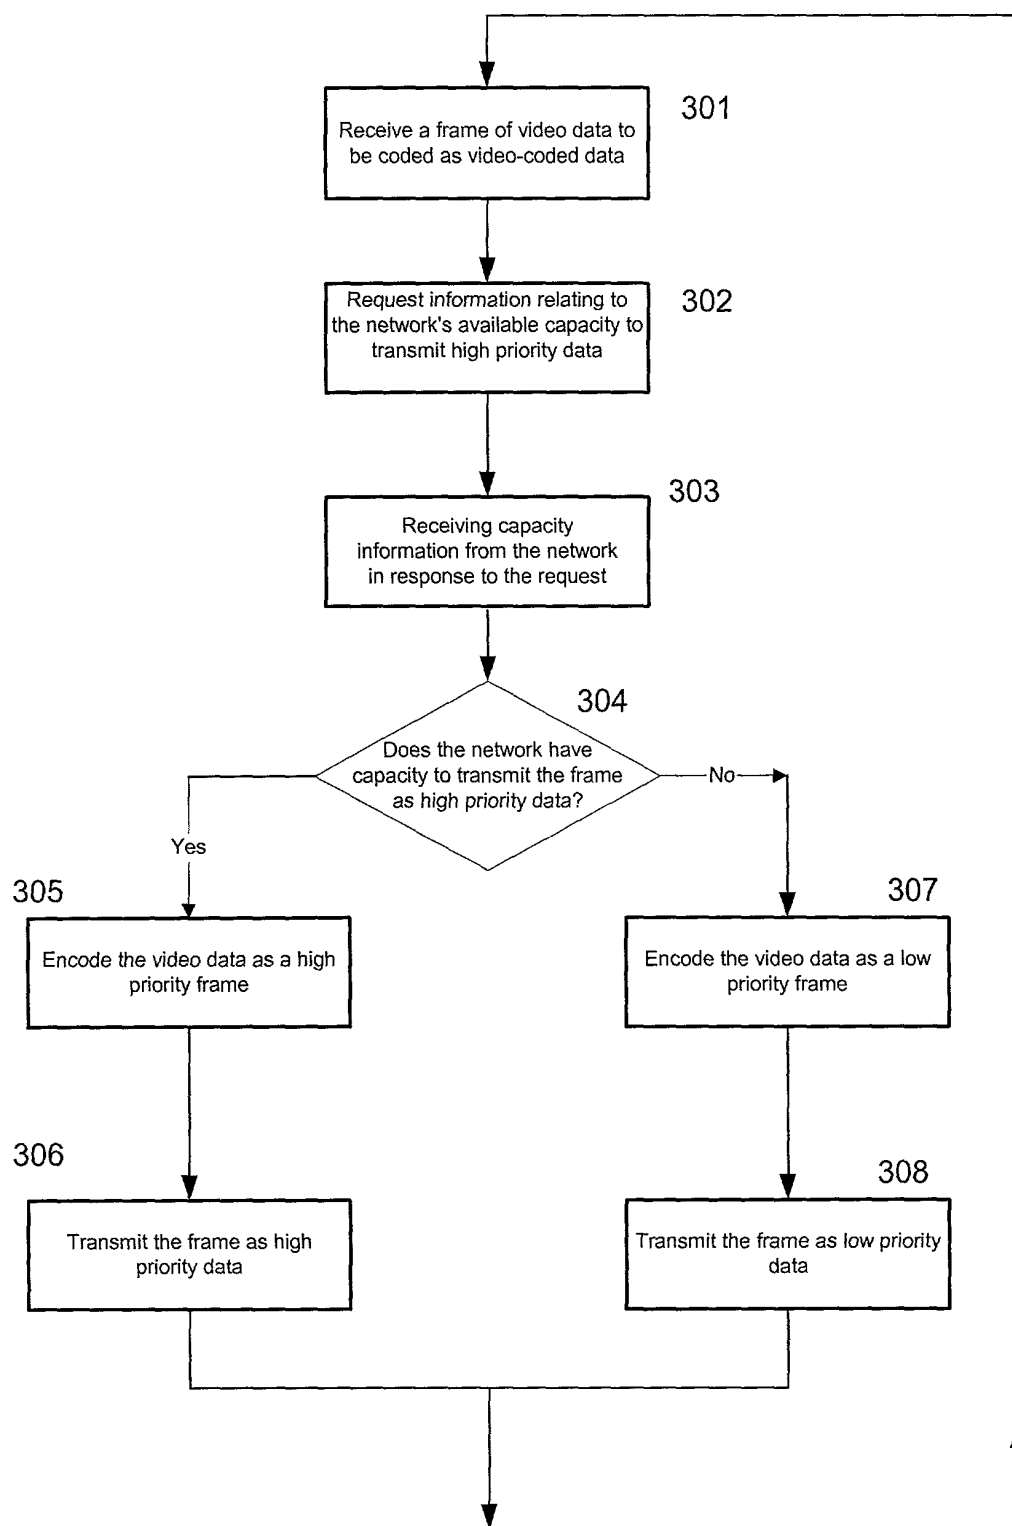 301
Receive a frame of video data to
be coded as video-coded data
302
Request information relating to
the network's available capacity to
transmit high priority data
303
Receiving capacity
information from the network
in response to the request
304
Does the network have
capacity to transmit the frame
as high priority data?
No
Yes
305
307
Encode the video data as a high
priority frame
Encode the video data as a low
priority frame
306
308
Transmit the frame as high
priority data
Transmit the frame as low priority
data